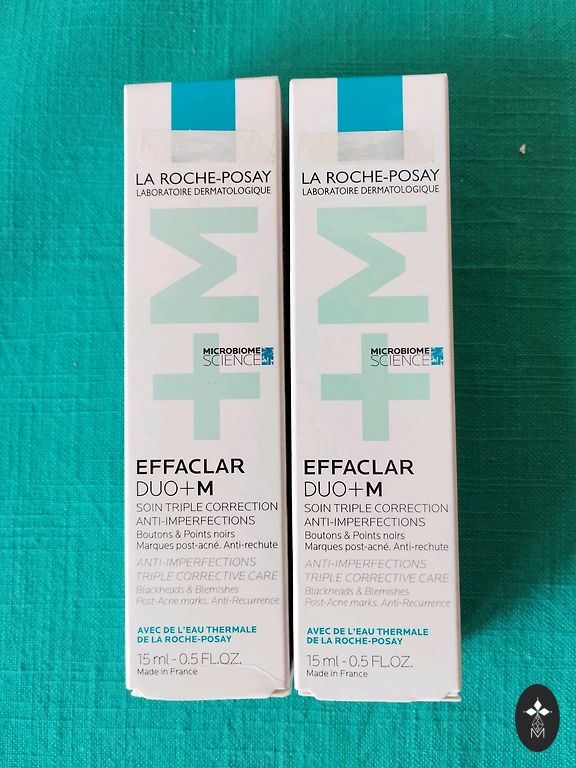 LA ROCHE-POSAY
LABORATOIRE DERMATOLOGIQUE
+M
MICROBIOME
SCIENCE
EFFACLAR
DUO+M
SOIN TRIPLE CORRECTION
ANTI-IMPERFECTIONS
Boutons & Points noirs
Marques post-acné. Anti-rechute
ANTI-IMPERFECTIONS
TRIPLE CORRECTIVE CARE
Blackheads & Blemishes
Post-Acne marks. Anti-Recurrence
AVEC DE L'EAU THERMALE
DE LA ROCHE-POSAY
15 ml - 0.5 FL.OZ.
Made in France
LA ROCHE-POSAY
LABORATOIRE DERMATOLOGIQUE
+M
MICROBIOME
SCIENCE
EFFACLAR
DUO+M
SOIN TRIPLE CORRECTION
ANTI-IMPERFECTIONS
Boutons & Points noirs
Marques post-acné. Anti-rechute
ANTI-IMPERFECTIONS
TRIPLE CORRECTIVE CARE
Blackheads & Blemishes
Post-Acne marks. Anti-Recurrence
AVEC DE L'EAU THERMALE
DE LA ROCHE-POSAY
15 ml - 0.5 FL.OZ.
Made in France
M